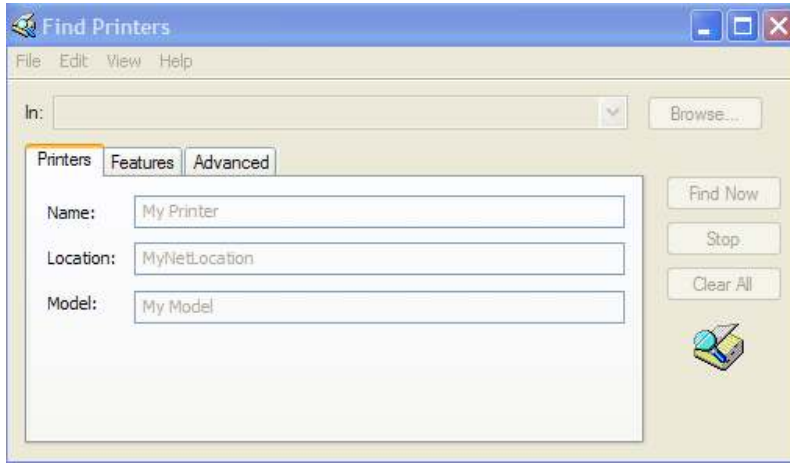 Find Printers
File Edit View Help
In:
Browse...
Printers Features Advanced
Name: My Printer
Location: MyNetLocation
Model: My Model
Find Now
Stop
Clear All